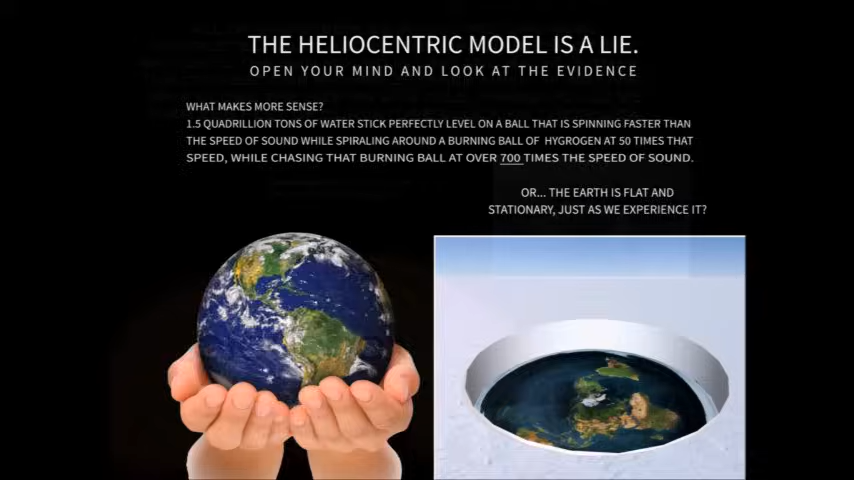 THE HELIOCENTRIC MODEL IS A LIE.
OPEN YOUR MIND AND LOOK AT THE EVIDENCE
WHAT MAKES MORE SENSE?
1.5 QUADRILLION TONS OF WATER STICK PERFECTLY LEVEL ON A BALL THAT IS SPINNING FASTER THAN
THE SPEED OF SOUND WHILE SPIRALING AROUND A BURNING BALL OF HYGROGEN AT 50 TIMES THAT
SPEED, WHILE CHASING THAT BURNING BALL AT OVER 700 TIMES THE SPEED OF SOUND.
OR... THE EARTH IS FLAT AND
STATIONARY, JUST AS WE EXPERIENCE IT?